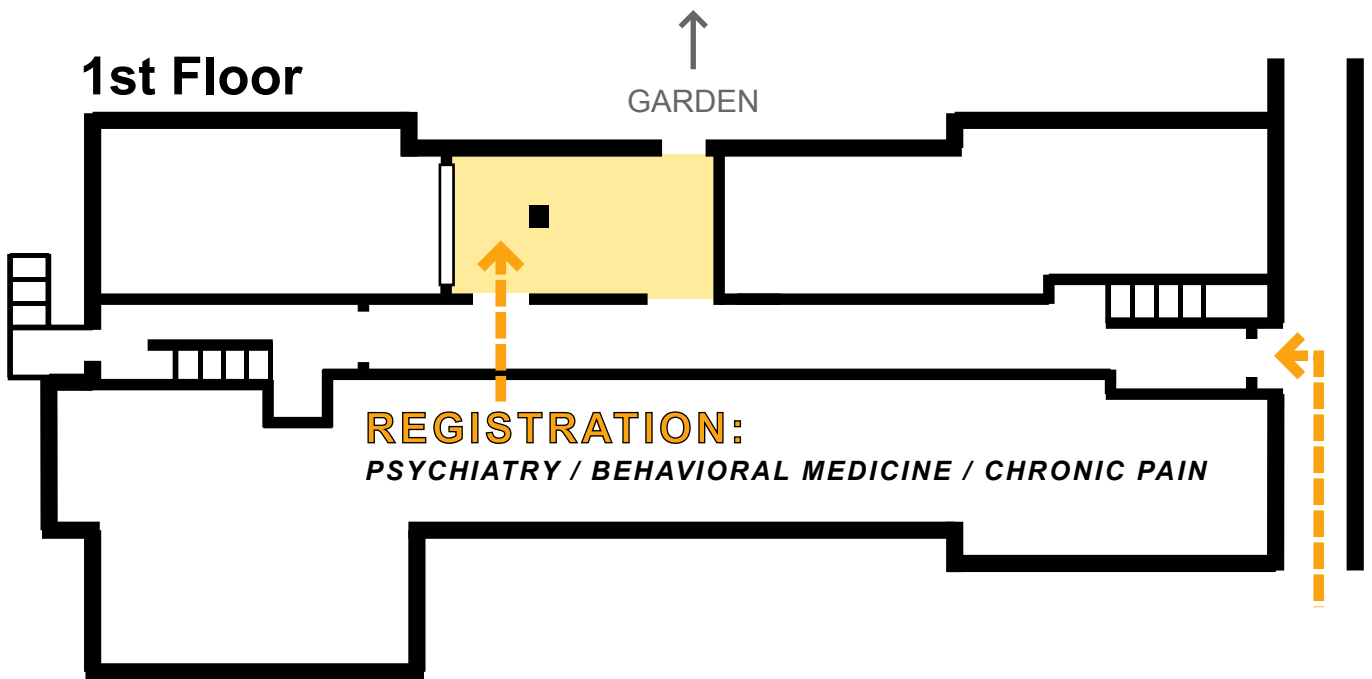 1st Floor
GARDEN
REGISTRATION:
PSYCHIATRY / BEHAVIORAL MEDICINE / CHRONIC PAIN